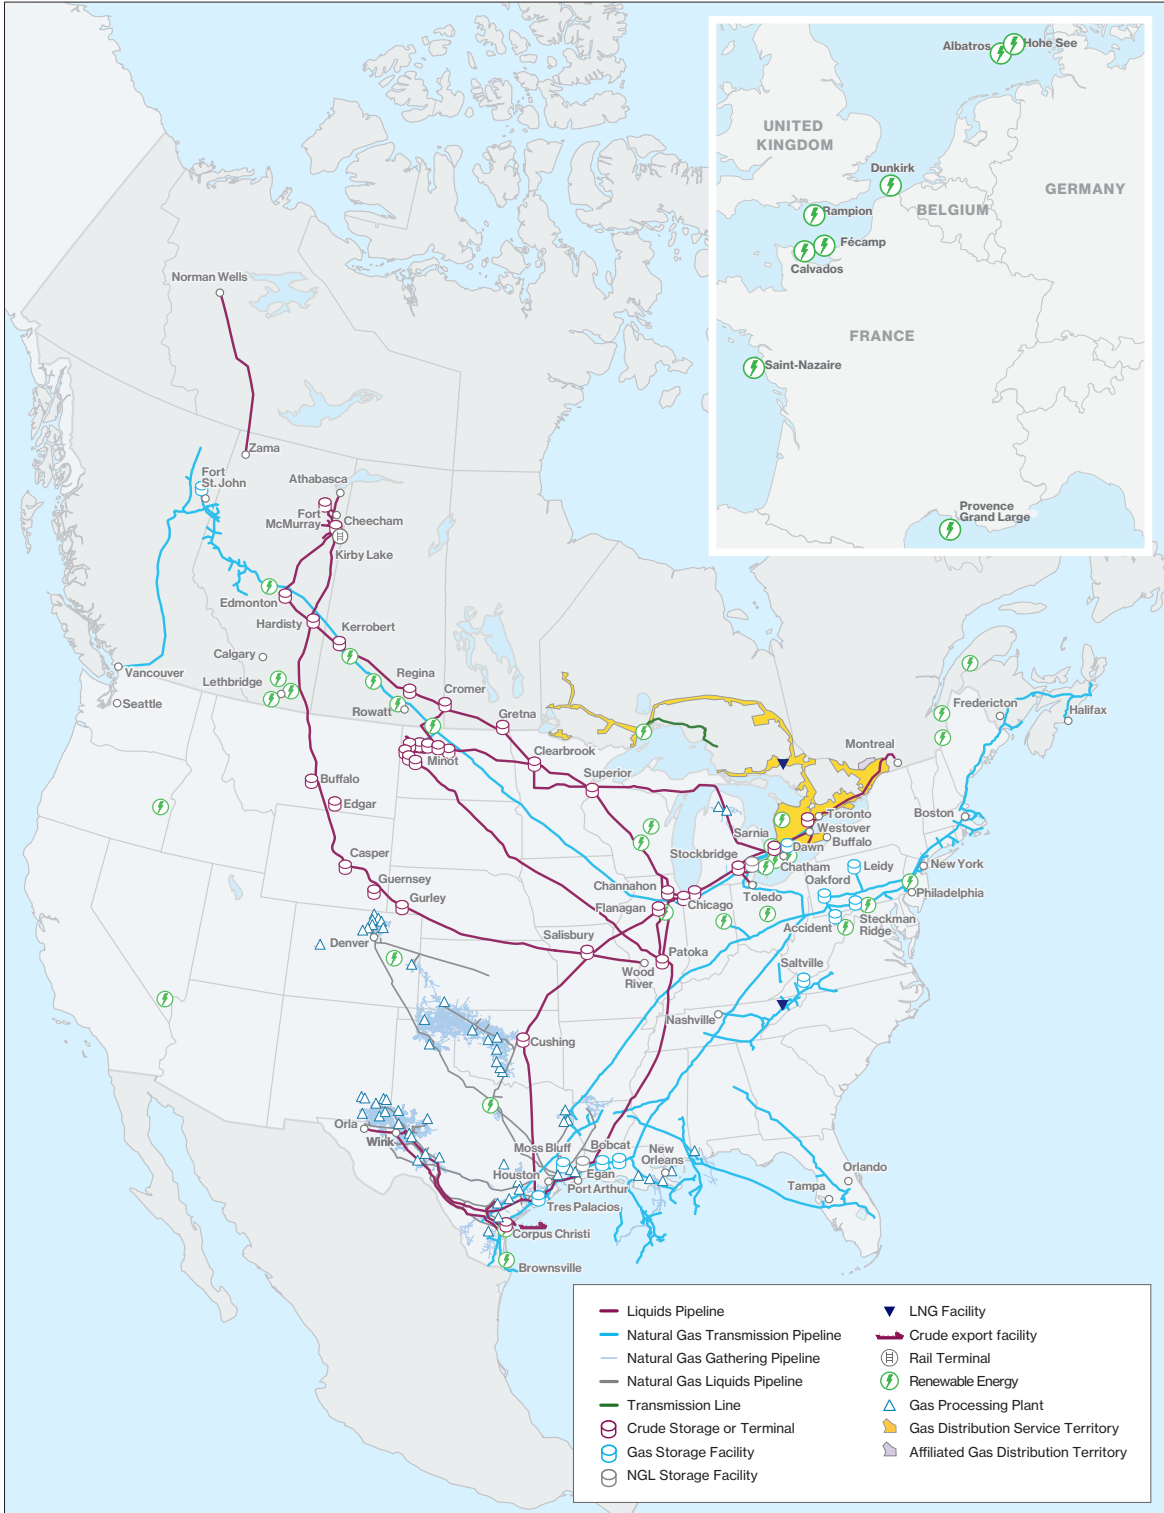 Albatros
Hohe See
UNITED
KINGDOM
Dunkirk
BELGIUM
GERMANY
Rampion
Fécamp
Calvados
FRANCE
Saint-Nazaire
Provence
Grand Large
Norman Wells
Zama
Fort
St. John
Athabasca
Fort
McMurray
Cheecham
Kirby Lake
Edmonton
Hardisty
Kerrobert
Calgary
Vancouver
Lethbridge
Regina
Cromer
Seattle
Rowatt
Gretna
Fredericton
Halifax
Minot
Clearbrook
Montreal
Superior
Buffalo
Edgar
Toronto
Boston
Sarnia
Westover
Buffalo
Stockbridge
Dawn
Casper
Chatham
Leidy
New York
Guernsey
Channahon
Oakford
Philadelphia
Gurley
Flanagan
Chicago
Toledo
Accident
Steckman
Ridge
Denver
Salisbury
Patoka
Wood
River
Saltville
Nashville
Cushing
Orla
Wink
Moss Bluff
Bobcat
New
Orleans
Houston
Egan
Port Arthur
Orlando
Tampa
Tres Palacios
Corpus Christi
Brownsville
Liquids Pipeline
Natural Gas Transmission Pipeline
Natural Gas Gathering Pipeline
Natural Gas Liquids Pipeline
Transmission Line
Crude Storage or Terminal
Gas Storage Facility
NGL Storage Facility
LNG Facility
Crude export facility
Rail Terminal
Renewable Energy
Gas Processing Plant
Gas Distribution Service Territory
Affiliated Gas Distribution Territory